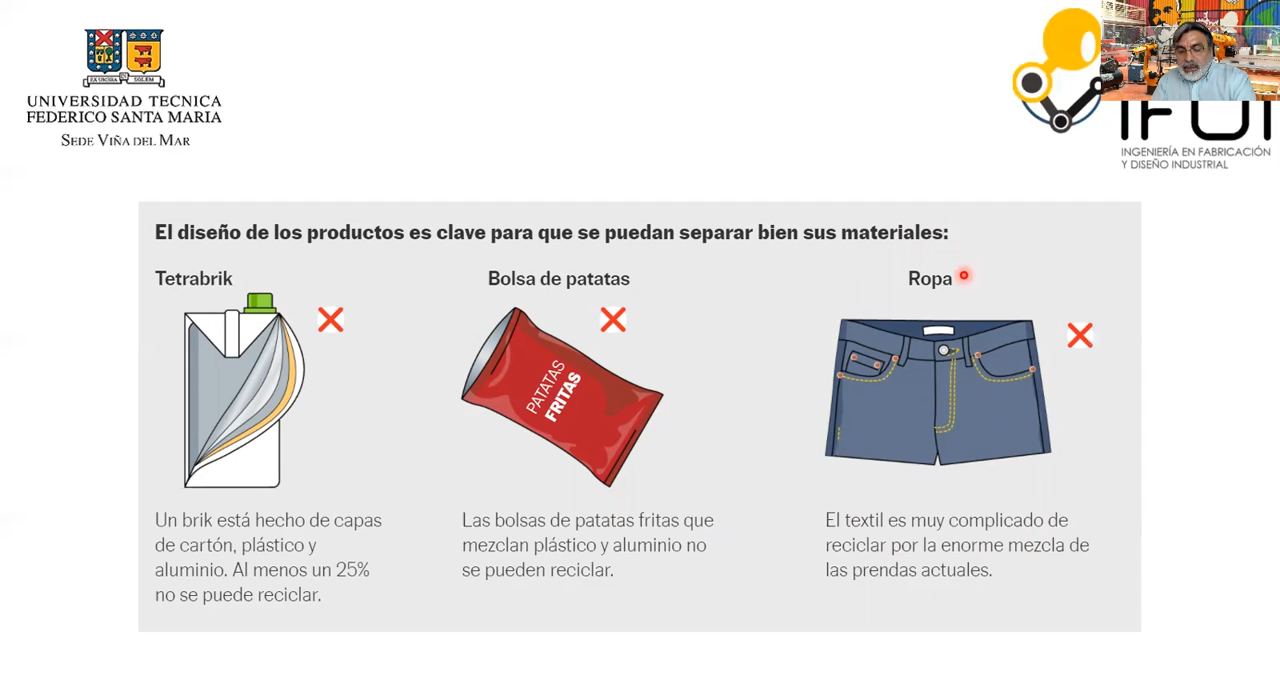 EX UMBRA IN SOLEM
UNIVERSIDAD TECNICA
FEDERICO SANTA MARIA
SEDE VIÑA DEL MAR
INGENIERÍA EN FABRICACIÓN
Y DISEÑO INDUSTRIAL
El diseño de los productos es clave para que se puedan separar bien sus materiales:
Tetrabrik
Un brik está hecho de capas
de cartón, plástico y
aluminio. Al menos un 25%
no se puede reciclar.
Bolsa de patatas
PATATAS
FRITAS
Las bolsas de patatas fritas que
mezclan plástico y aluminio no
se pueden reciclar.
Ropa
El textil es muy complicado de
reciclar por la enorme mezcla de
las prendas actuales.